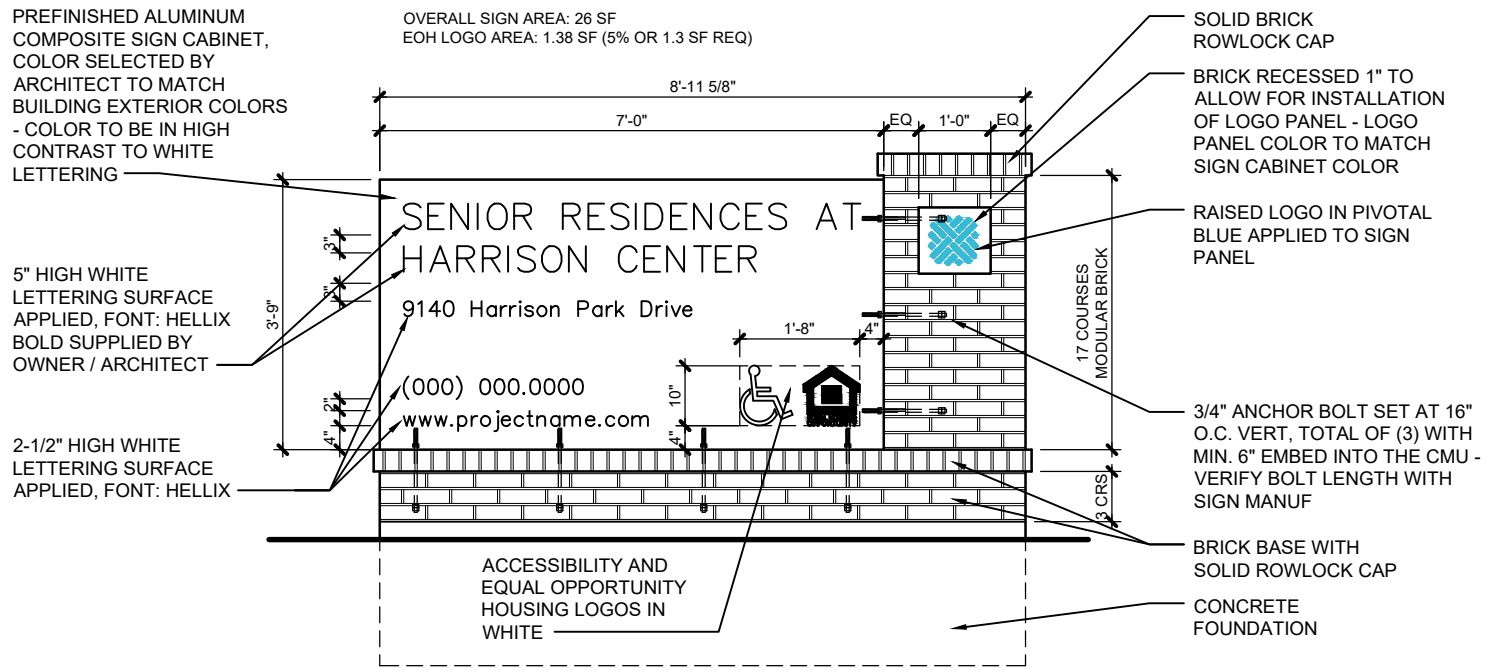 PREFINISHED ALUMINUM
COMPOSITE SIGN CABINET,
COLOR SELECTED BY
ARCHITECT TO MATCH
BUILDING EXTERIOR COLORS
- COLOR TO BE IN HIGH
CONTRAST TO WHITE
LETTERING
5" HIGH WHITE
LETTERING SURFACE
APPLIED, FONT: HELLIX
BOLD SUPPLIED BY
OWNER / ARCHITECT
2-1/2" HIGH WHITE
LETTERING SURFACE
APPLIED, FONT: HELLIX
OVERALL SIGN AREA: 26 SF
EOH LOGO AREA: 1.38 SF (5% OR 1.3 SF REQ)
8'-11 5/8"
7'-0"
EQ
1'-0"
EQ
3'-9"
3"
3"
2"
4"
SENIOR RESIDENCES AT
HARRISON CENTER
9140 Harrison Park Drive
(000) 000.0000
www.projectname.com
1'-8"
4"
10"
4"
17 COURSES
MODULAR BRICK
3 CRS
ACCESSIBILITY AND
EQUAL OPPORTUNITY
HOUSING LOGOS IN
WHITE
SOLID BRICK
ROWLOCK CAP
BRICK RECESSED 1" TO
ALLOW FOR INSTALLATION
OF LOGO PANEL - LOGO
PANEL COLOR TO MATCH
SIGN CABINET COLOR
RAISED LOGO IN PIVOTAL
BLUE APPLIED TO SIGN
PANEL
3/4" ANCHOR BOLT SET AT 16"
O.C. VERT, TOTAL OF (3) WITH
MIN. 6" EMBED INTO THE CMU -
VERIFY BOLT LENGTH WITH
SIGN MANUF
BRICK BASE WITH
SOLID ROWLOCK CAP
CONCRETE
FOUNDATION